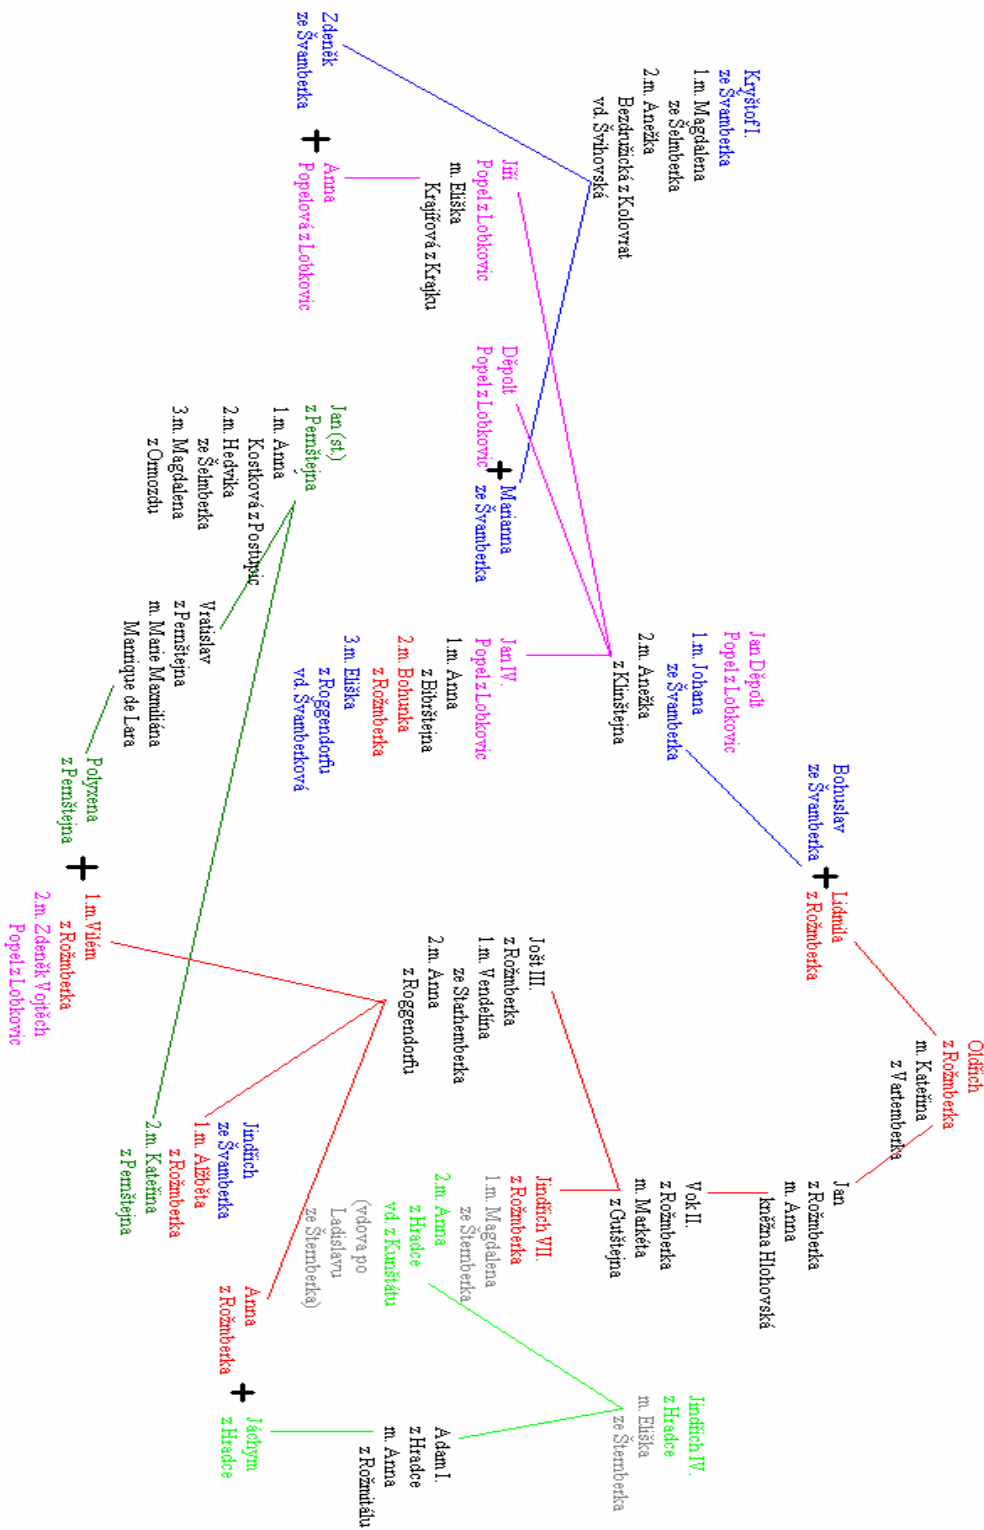 Oldřich
z Rožmberka
m. Kateřina
z Vartemberka
Bohuslav
ze Švamberka
+
Lidmila
z Rožmberka
Jan
z Rožmberka
m. Anna
kněžna Hlohovská
Kryštof I.
ze Švamberka
1.m. Magdalena
ze Šelmberka
2.m. Anežka
Bezdružická z Kolovrat
vd. Švihovská
Jan Děpolt
Popel z Lobkovic
1.m. Johana
ze Švamberka
2.m. Anežka
z Klinštejna
Vok II.
z Rožmberka
m. Markéta
z Gutštejna
Jindřich IV.
z Hradce
m. Eliška
ze Šternberka
Jiří
Popel z Lobkovic
m. Eliška
Krajířová z Krajku
Děpolt
Popel z Lobkovic
+
Marianna
ze Švamberka
Jan IV.
Popel z Lobkovic
1.m. Anna
z Bibrštejna
2.m. Bohunka
z Rožmberka
3.m. Eliška
z Roggendorfu
vd. Švamberková
Jošt III.
z Rožmberka
1.m. Vendelína
ze Starhemberka
2.m. Anna
z Roggendorfu
Jindřich VII.
z Rožmberka
1.m. Magdalena
ze Šternberka
2.m. Anna
z Hradce
vd. z Kunštátu
(vdova po
Ladislavu
ze Šternberka)
Adam I.
z Hradce
m. Anna
z Rožmitálu
Zdeněk
ze Švamberka
+
Anna
Popelová z Lobkovic
Jan (st.)
z Pernštejna
1.m. Anna
Kostková z Postupic
2.m. Hedvika
ze Šelmberka
3.m. Magdalena
z Ormozdu
Vratislav
z Pernštejna
m. Marie Maxmiliána
Manrique de Lara
Jindřich
ze Švamberka
1.m. Alžběta
z Rožmberka
2.m. Kateřina
z Pernštejna
Anna
z Rožmberka
+
Jáchym
z Hradce
Polyxena
z Pernštejna
+
1.m. Vilém
z Rožmberka
2.m. Zdeněk Vojtěch
Popel z Lobkovic